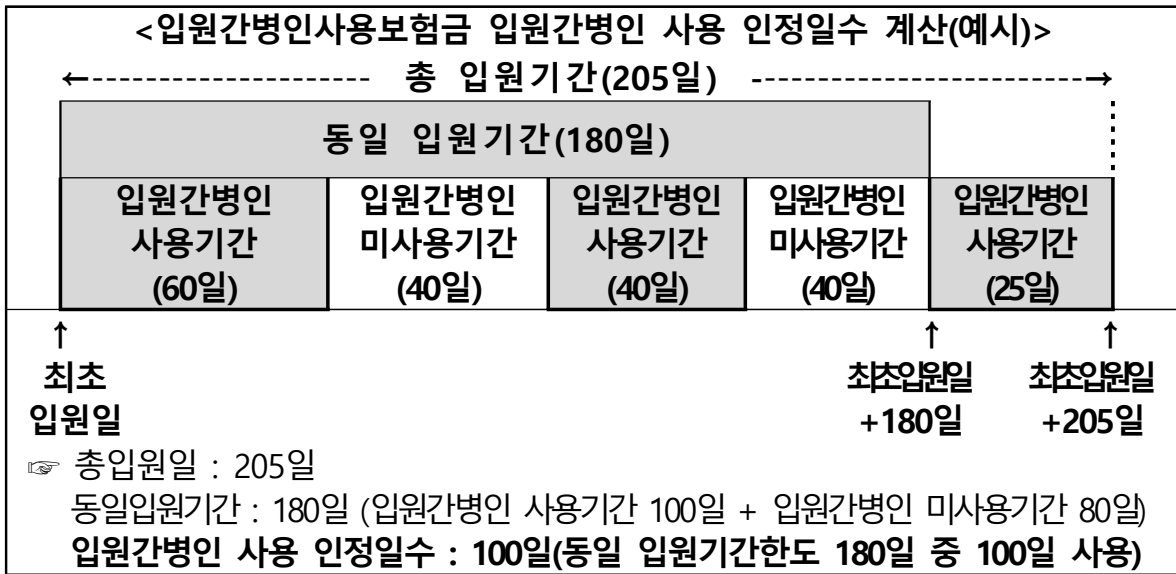 <입원간병인사용보험금 입원간병인 사용 인정일수 계산(예시)>
←--------------------- 총 입원기간(205일) --------------------------→
동일 입원기간(180일)
입원간병인 입원간병인 입원간병인 입원간병인 입원간병인
사용기간 미사용기간 사용기간 미사용기간 사용기간
(60일) (40일) (40일) (40일) (25일)
↑ ↑ ↑
최초 최초입원일 최초입원일
입원일 +180일 +205일
☞ 총입원일 : 205일
동일입원기간 : 180일 (입원간병인 사용기간 100일 + 입원간병인 미사용기간 80일)
입원간병인 사용 인정일수 : 100일(동일 입원기간한도 180일 중 100일 사용)